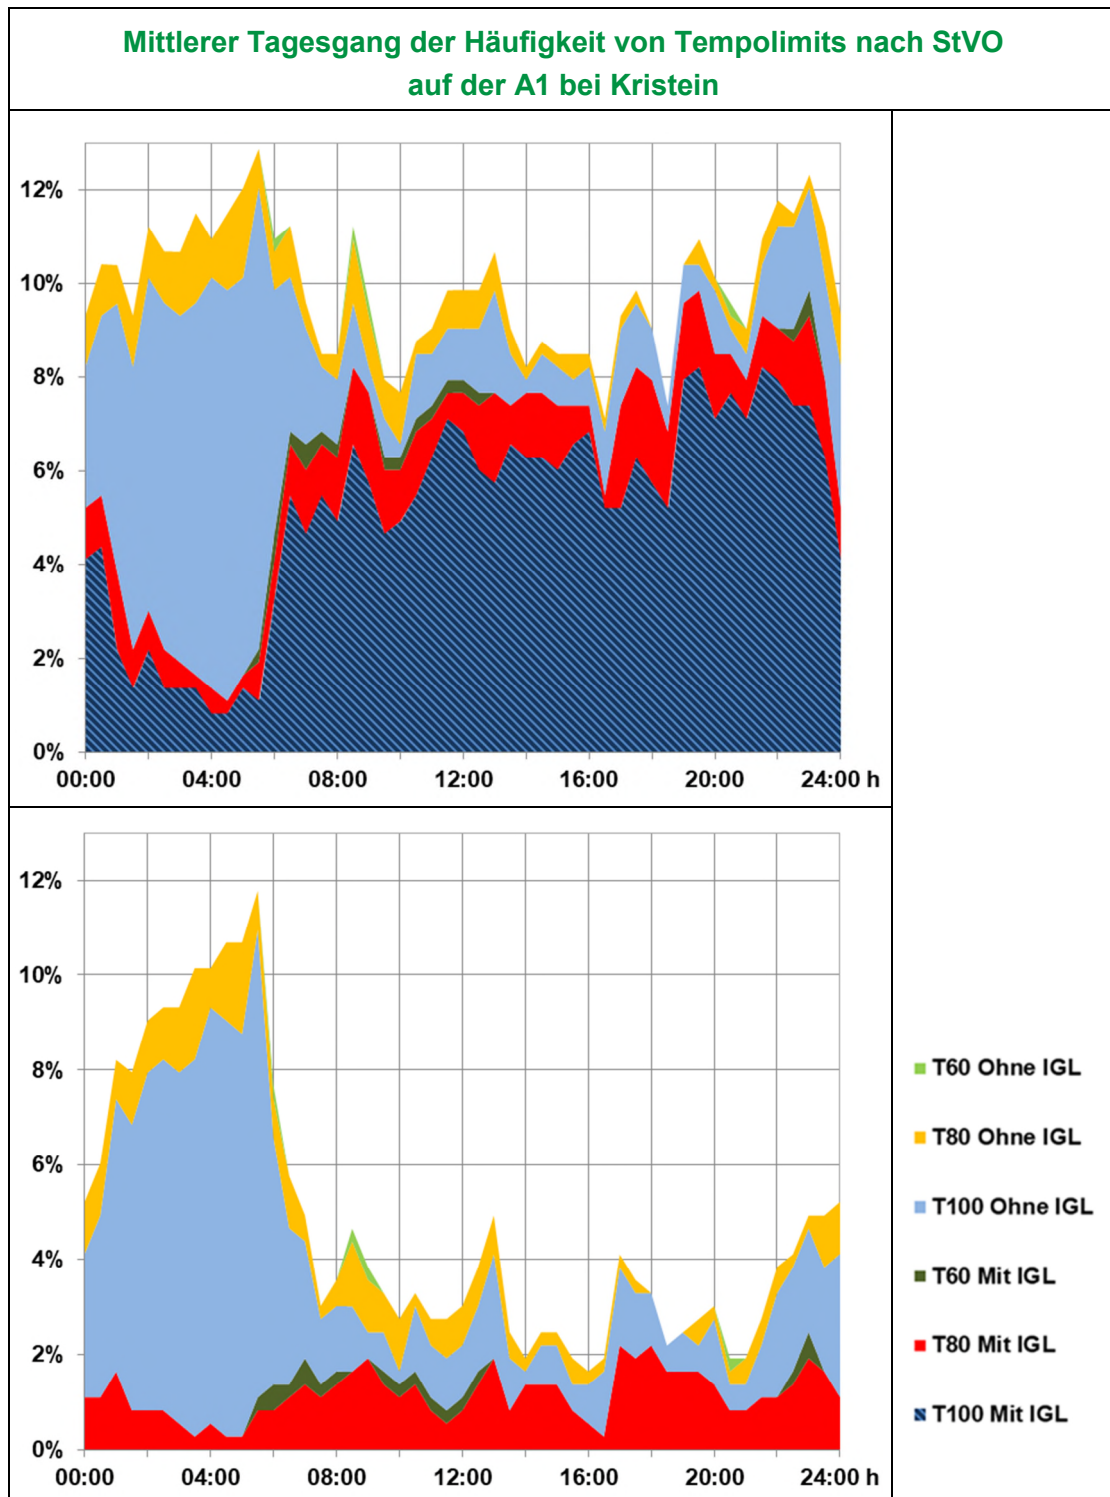 Mittlerer Tagesgang der Häufigkeit von Tempolimits nach StVO
auf der A1 bei Kristein
12%
10%
8%
6%
4%
2%
0%
00:00 04:00 08:00 12:00 16:00 20:00 24:00 h
12%
10%
8%
6%
4%
2%
0%
00:00 04:00 08:00 12:00 16:00 20:00 24:00 h
T60 Ohne IGL
T80 Ohne IGL
T100 Ohne IGL
T60 Mit IGL
T80 Mit IGL
T100 Mit IGL